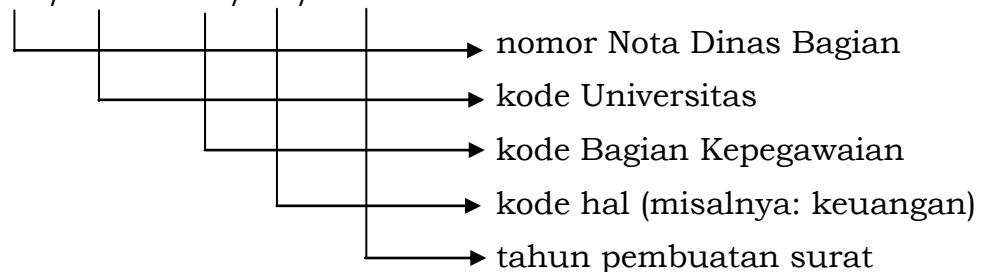 nomor Nota Dinas Bagian
kode Universitas
kode Bagian Kepegawaian
kode hal (misalnya: keuangan)
tahun pembuatan surat